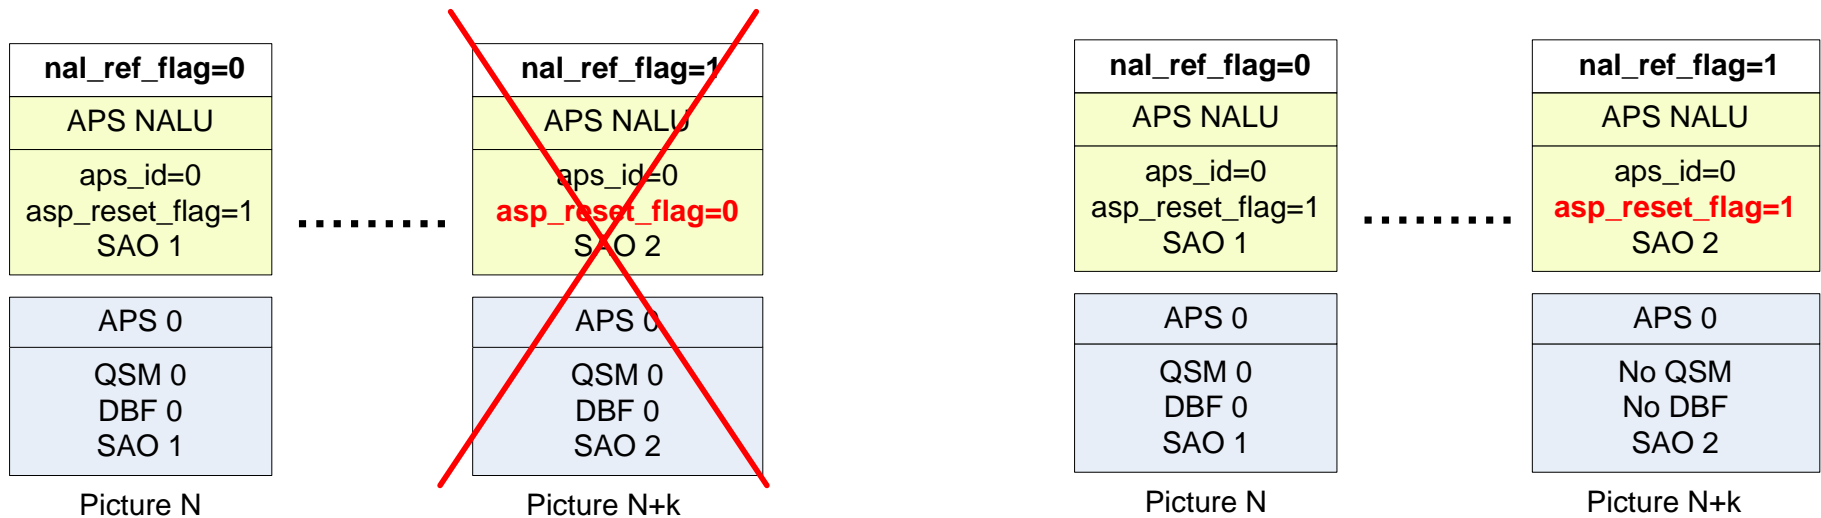 nal_ref_flag=0
APS NALU
aps_id=0
asp_reset_flag=1
SAO 1
APS 0
QSM 0
DBF 0
SAO 1
Picture N
nal_ref_flag=1
APS NALU
aps_id=0
asp_reset_flag=0
SAO 2
APS 0
QSM 0
DBF 0
SAO 2
Picture N+k
nal_ref_flag=0
APS NALU
aps_id=0
asp_reset_flag=1
SAO 1
APS 0
QSM 0
DBF 0
SAO 1
Picture N
nal_ref_flag=1
APS NALU
aps_id=0
asp_reset_flag=1
SAO 2
APS 0
No QSM
No DBF
SAO 2
Picture N+k